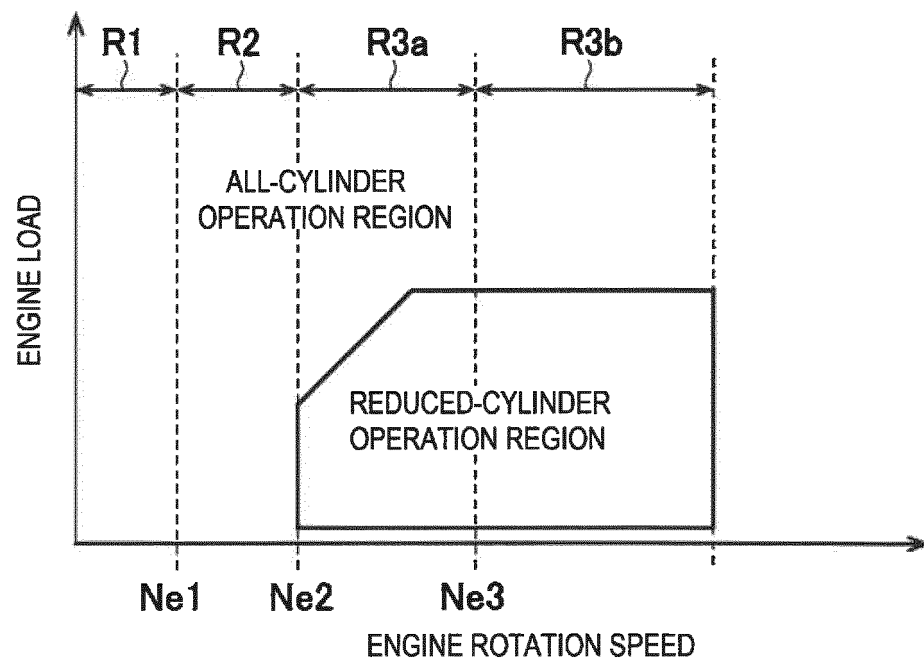 R1 R2 R3a R3b
ALL-CYLINDER
OPERATION REGION
ENGINE LOAD
REDUCED-CYLINDER
OPERATION REGION
Ne1 Ne2 Ne3
ENGINE ROTATION SPEED